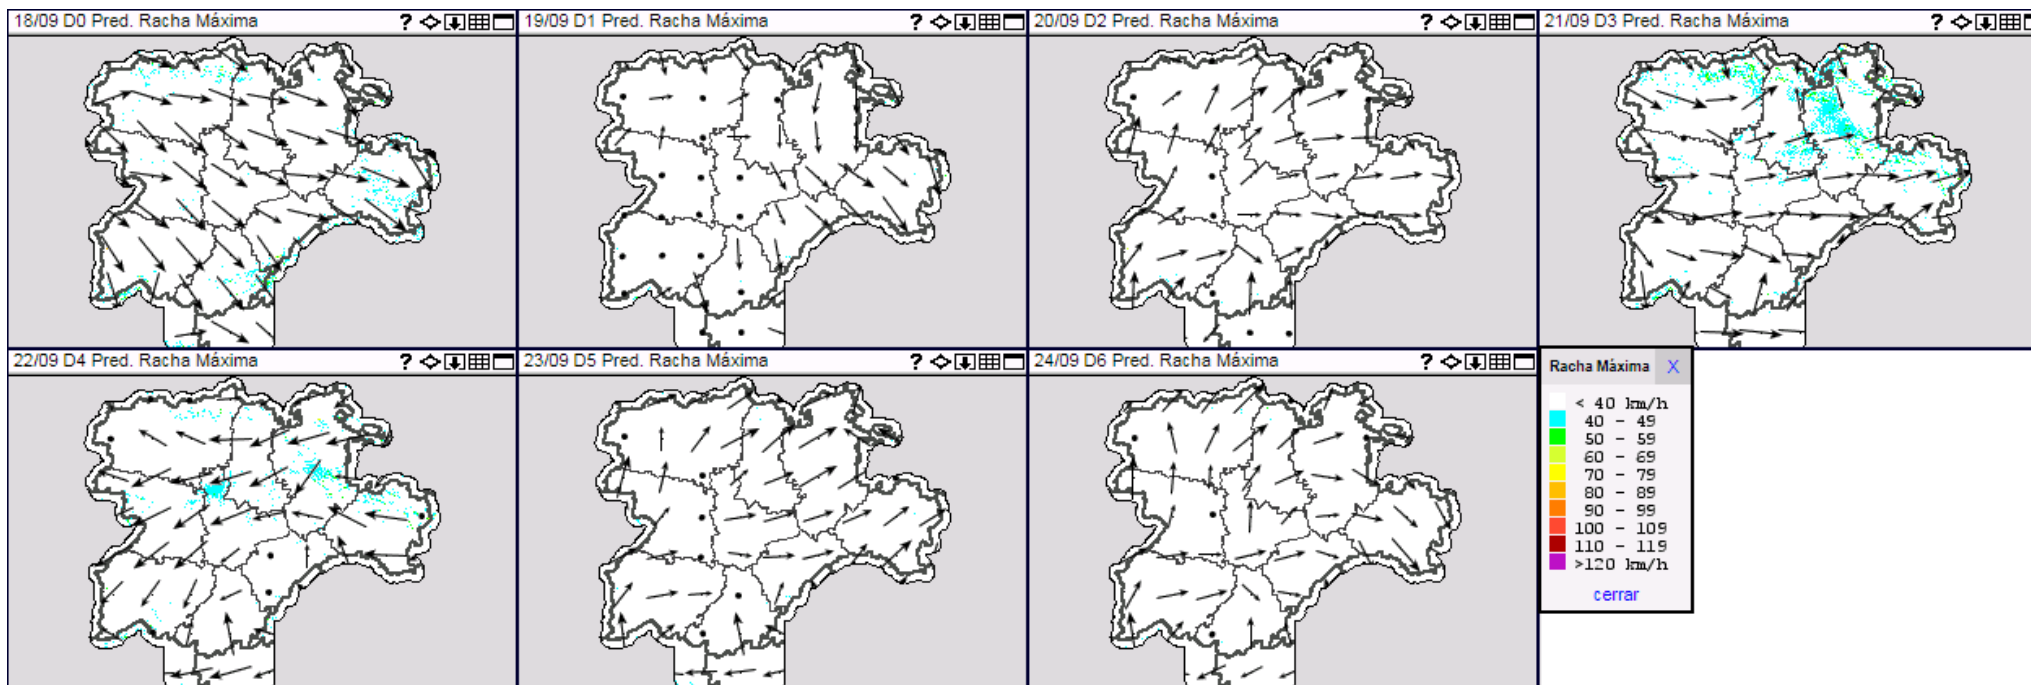 18/09 D0 Pred. Racha Máxima ?
19/09 D1 Pred. Racha Máxima ?
20/09 D2 Pred. Racha Máxima ?
21/09 D3 Pred. Racha Máxima ?
22/09 D4 Pred. Racha Máxima ?
23/09 D5 Pred. Racha Máxima ?
24/09 D6 Pred. Racha Máxima ?
Racha Máxima X
< 40 km/h
40 - 49
50 - 59
60 - 69
70 - 79
80 - 89
90 - 99
100 - 109
110 - 119
>120 km/h
cerrar